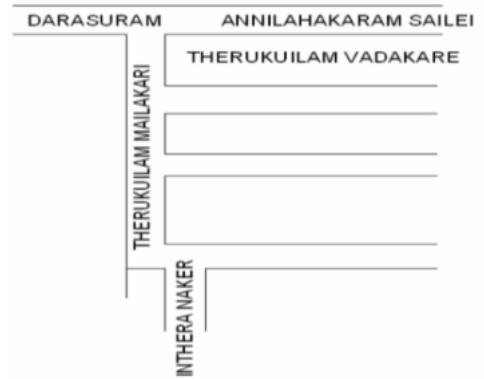 DARASURAM ANNILAHAKARAM SAILEI
THERUKUILAM VADAKARE
THERUKUILAM MAILAKARI
INTHERA NAKER